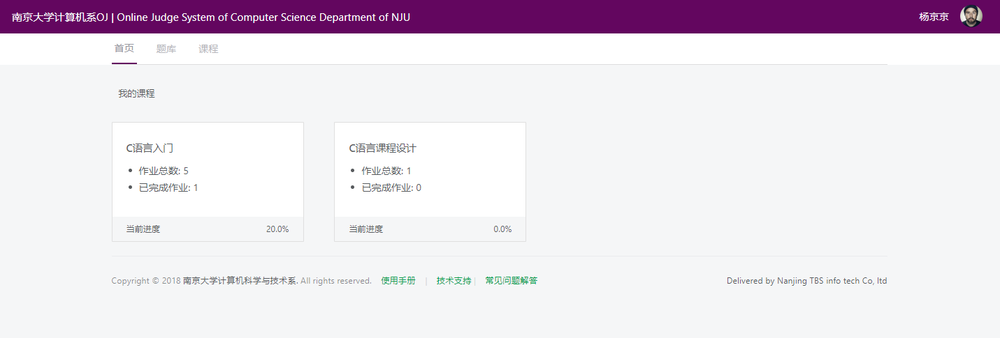 南京大学计算机系OJ | Online Judge System of Computer Science Department of NJU 杨京京
首页 题库 课程
我的课程
C语言入门
作业总数: 5
已完成作业: 1
当前进度 20.0%
C语言课程设计
作业总数: 1
已完成作业: 0
当前进度 0.0%
Copyright © 2018 南京大学计算机科学与技术系. All rights reserved. 使用手册 | 技术支持 | 常见问题解答 Delivered by Nanjing TBS info tech Co, ltd